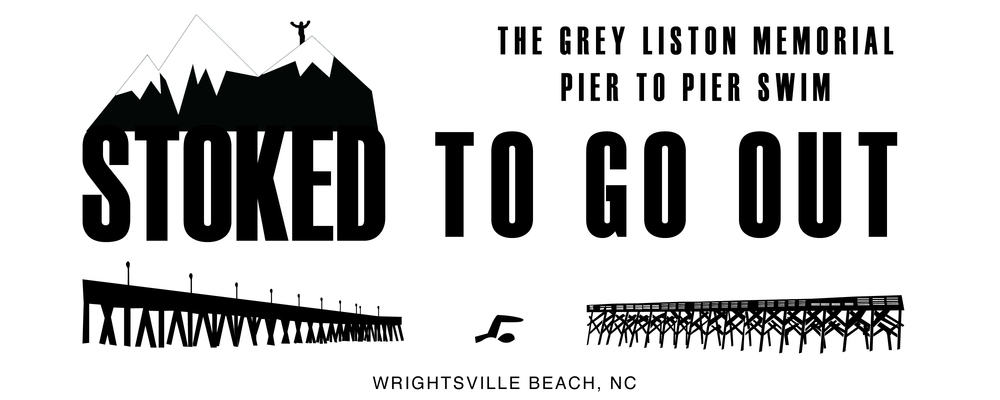 THE GREY LISTON MEMORIAL
PIER TO PIER SWIM
STOKED TO GO OUT
WRIGHTSVILLE BEACH, NC